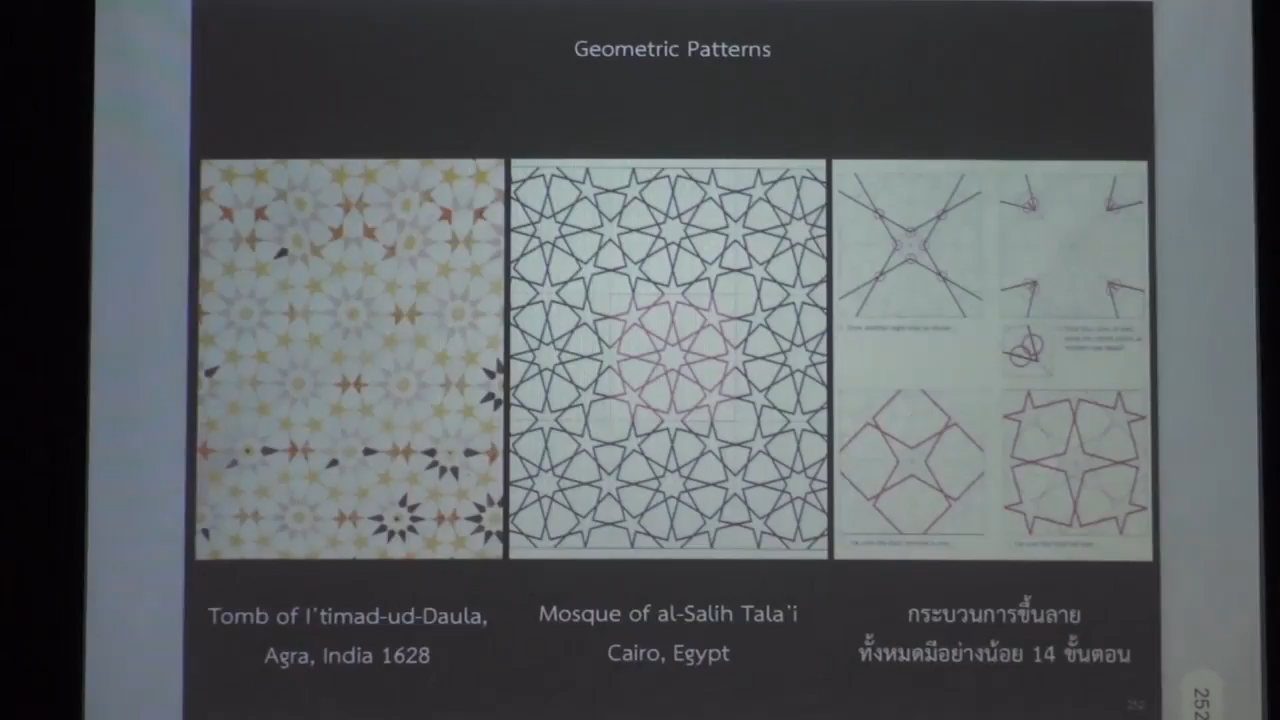 Geometric Patterns
Tomb of I'timad-ud-Daula,
Agra, India 1628
Mosque of al-Salih Tala'i
Cairo, Egypt
กระบวนการขึ้นลาย
ทั้งหมดมีอย่างน้อย 14 ขั้นตอน
252
252